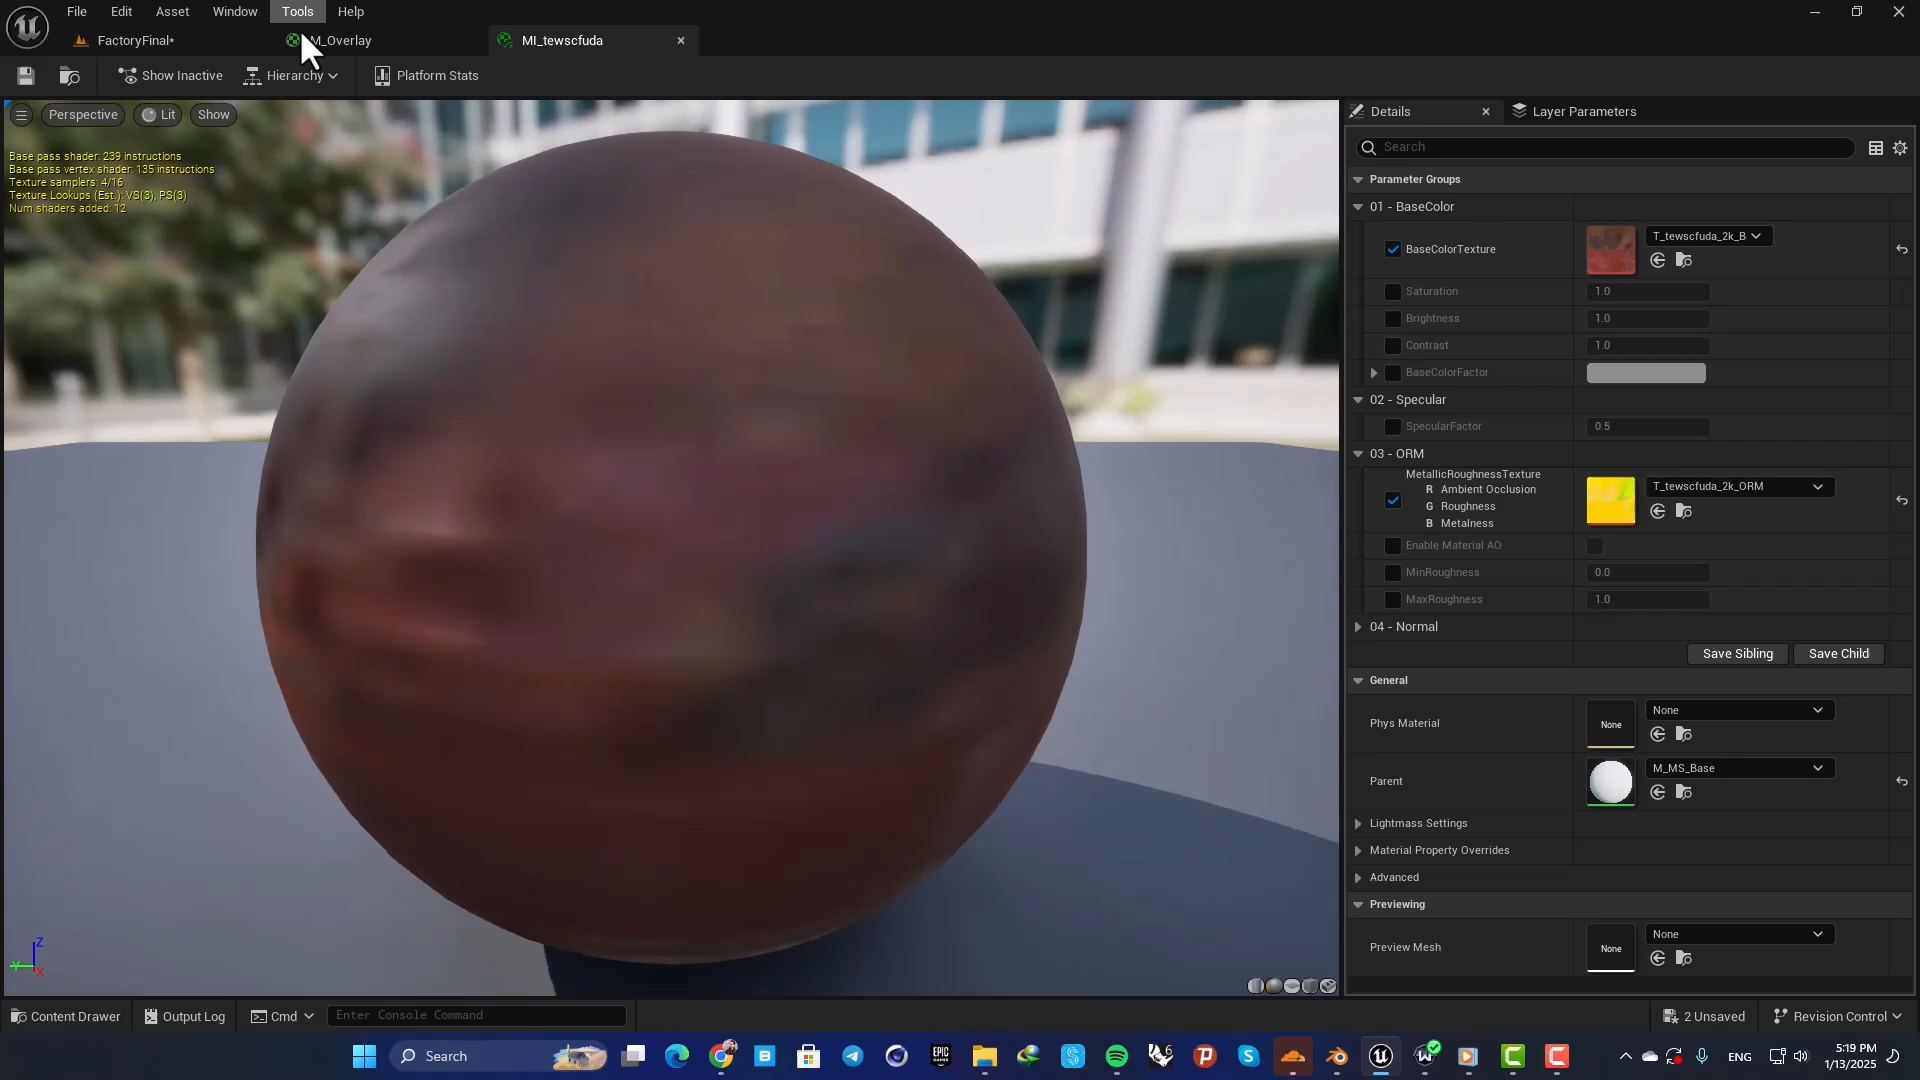 File Edit Asset Window Tools Help
FactoryFinal* M_Overlay MI_tewscfuda
Show Inactive Hierarchy Platform Stats
Perspective Lit Show
Base pass shader: 239 instructions
Base pass vertex shader: 135 instructions
Texture samplers: 4/16
Texture Lookups (Est.): VS(3), PS(3)
Num shaders added: 12
Z
Y
X
Details Layer Parameters
Search
Parameter Groups
01 - BaseColor
BaseColorTexture T_tewscfuda_2k_B
Saturation 1.0
Brightness 1.0
Contrast 1.0
BaseColorFactor
02 - Specular
SpecularFactor 0.5
03 - ORM
MetallicRoughnessTexture T_tewscfuda_2k_ORM
R Ambient Occlusion
G Roughness
B Metalness
Enable Material AO
MinRoughness 0.0
MaxRoughness 1.0
04 - Normal
Save Sibling Save Child
General
Phys Material None None
Parent M_MS_Base
Lightmass Settings
Material Property Overrides
Advanced
Previewing
Preview Mesh None None
Content Drawer Output Log Cmd Enter Console Command 2 Unsaved Revision Control
Search EPIC GAMES 6 ENG 5:19 PM
1/13/2025